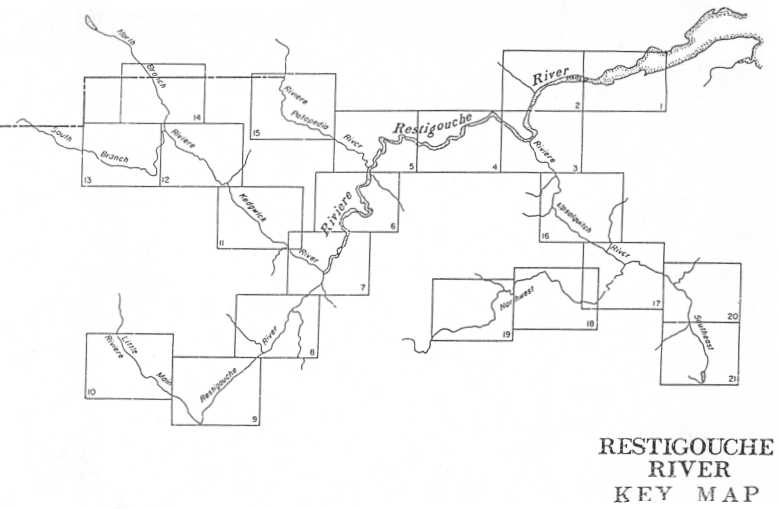 North
Branch
14
South
Branch
13
12
Riviere
Kedgwick
River
11
Riviere
Patapedia
River
15
Riviere
Restigouche
River
1
2
3
4
5
6
7
8
9
10
Riviere
Upsalquitch
River
16
17
Northwest
18
19
Southeast
20
21
River
Restigouche
Little
Main
Riviere
RESTIGOUCHE
RIVER
KEY MAP